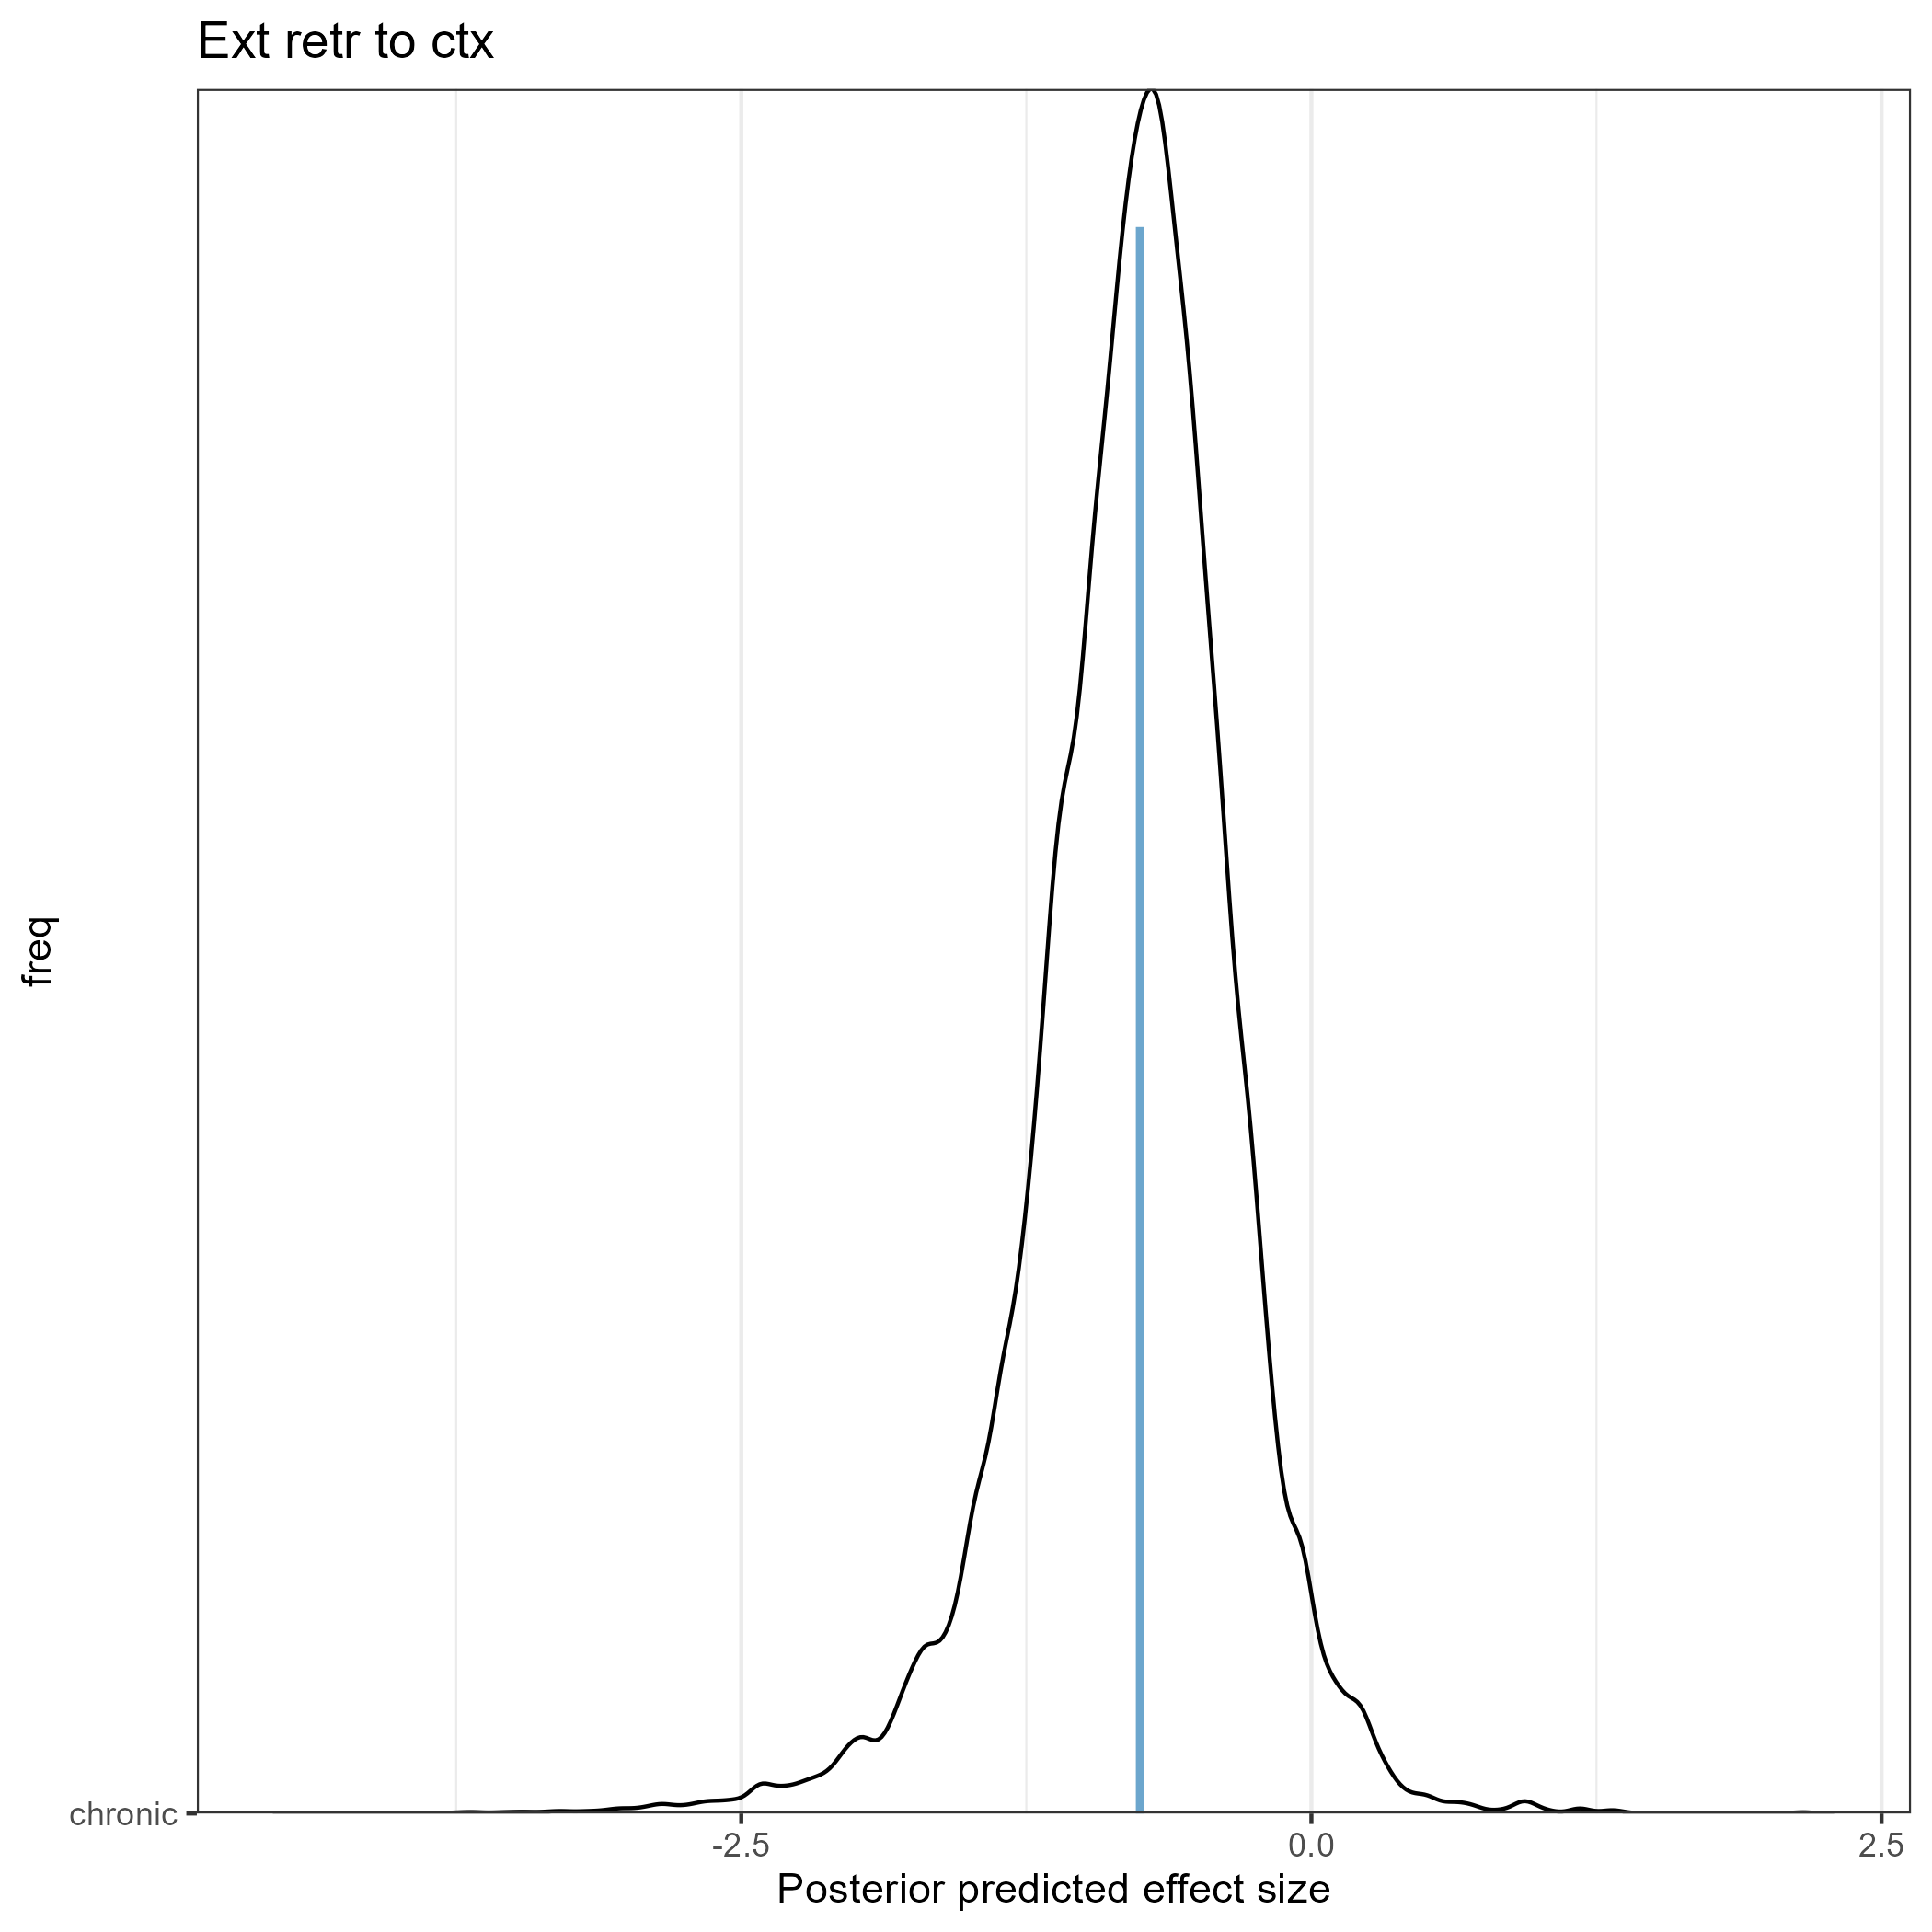 Ext retr to ctx
freq
chronic
-2.5
0.0
2.5
Posterior predicted effect size